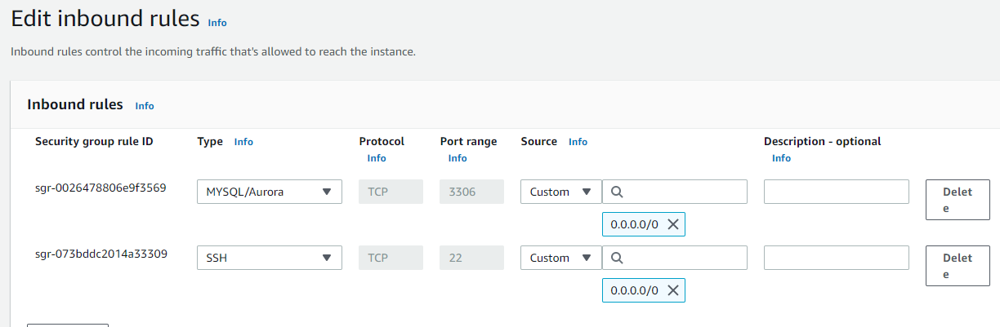 Edit inbound rules Info
Inbound rules control the incoming traffic that's allowed to reach the instance.
Inbound rules Info
Security group rule ID Type Info Protocol Info Port range Info Source Info Description - optional Info
sgr-0026478806e9f3569 MYSQL/Aurora TCP 3306 Custom Delet
e
0.0.0.0/0
sgr-073bddc2014a33309 SSH TCP 22 Custom Delet
e
0.0.0.0/0